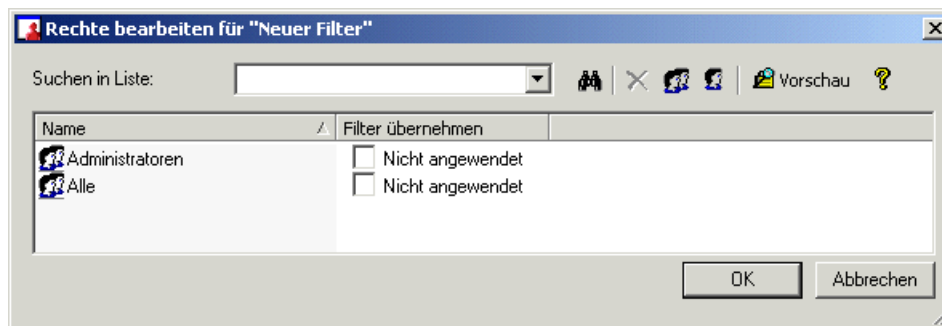 Rechte bearbeiten für "Neuer Filter"
Suchen in Liste: Vorschau
Name Filter übernehmen
Administratoren Nicht angewendet
Alle Nicht angewendet
OK Abbrechen